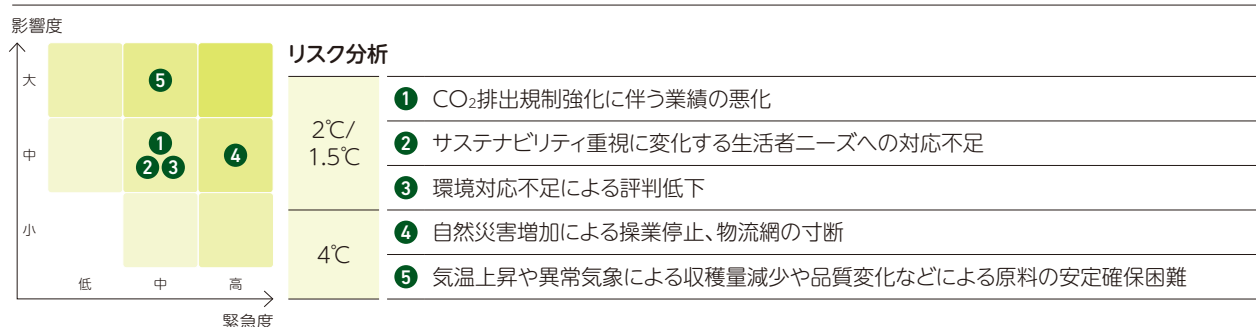 影響度
大
中
小
5
1
2 3
4
低 中 高
緊急度
リスク分析
2℃/
1.5℃
1 CO₂排出規制強化に伴う業績の悪化
2 サステナビリティ重視に変化する生活者ニーズへの対応不足
3 環境対応不足による評判低下
4℃
4 自然災害増加による操業停止、物流網の寸断
5 気温上昇や異常気象による収穫量減少や品質変化などによる原料の安定確保困難